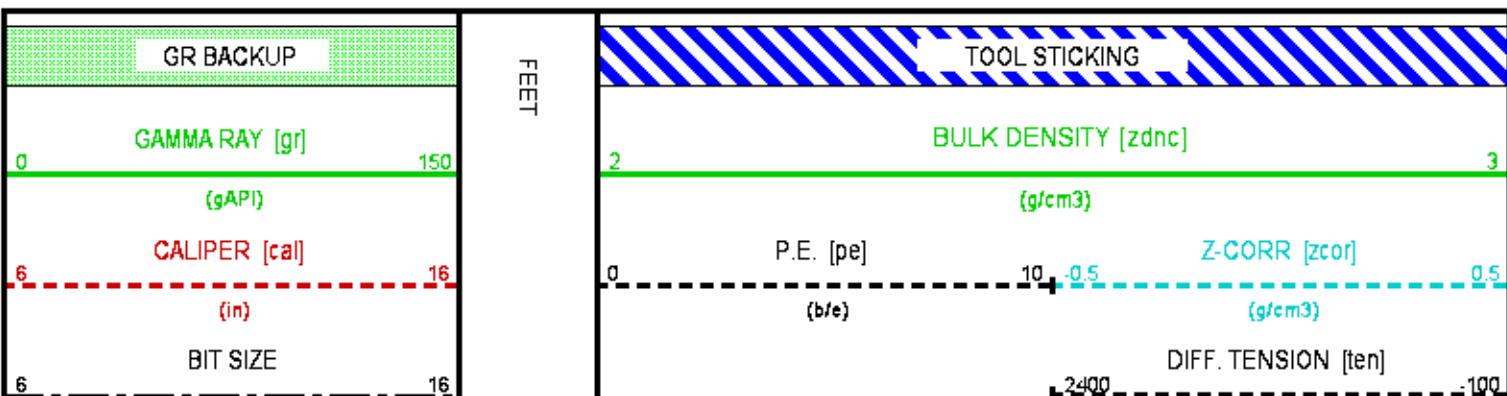 GR BACKUP
GAMMA RAY [gr]
0 150
(gAPI)
CALIPER [cal]
6 16
(in)
BIT SIZE
6 16
FEET
TOOL STICKING
BULK DENSITY [zdnc]
2 3
(g/cm3)
P.E. [pe]
0 10
(b/e)
Z-CORR [zcor]
-0.5 0.5
(g/cm3)
DIFF. TENSION [ten]
2400 -100